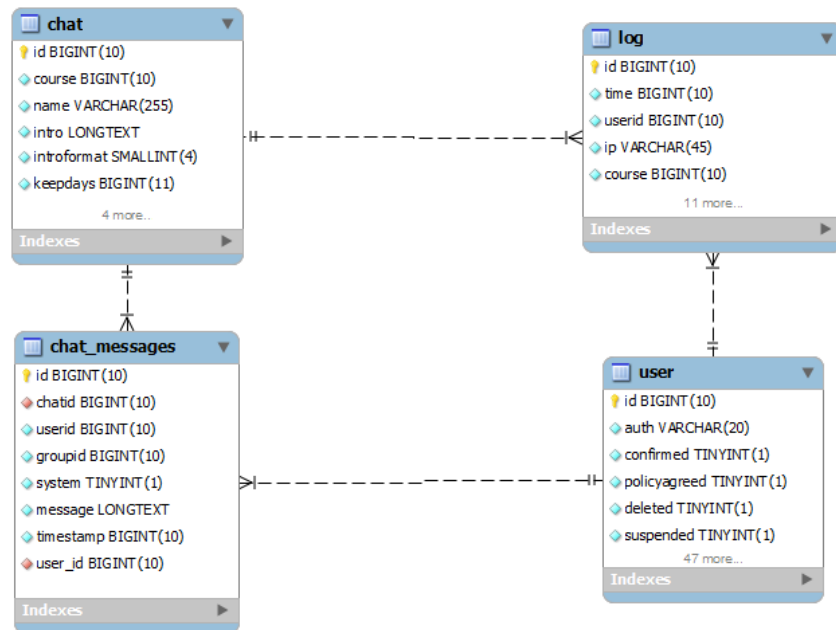 chat
id BIGINT(10)
course BIGINT(10)
name VARCHAR(255)
intro LONGTEXT
introformat SMALLINT(4)
keepdays BIGINT(11)
4 more..
Indexes
log
id BIGINT(10)
time BIGINT(10)
userid BIGINT(10)
ip VARCHAR(45)
course BIGINT(10)
11 more...
Indexes
chat_messages
id BIGINT(10)
chatid BIGINT(10)
userid BIGINT(10)
groupid BIGINT(10)
system TINYINT(1)
message LONGTEXT
timestamp BIGINT(10)
user_id BIGINT(10)
Indexes
user
id BIGINT(10)
auth VARCHAR(20)
confirmed TINYINT(1)
policyagreed TINYINT(1)
deleted TINYINT(1)
suspended TINYINT(1)
47 more...
Indexes